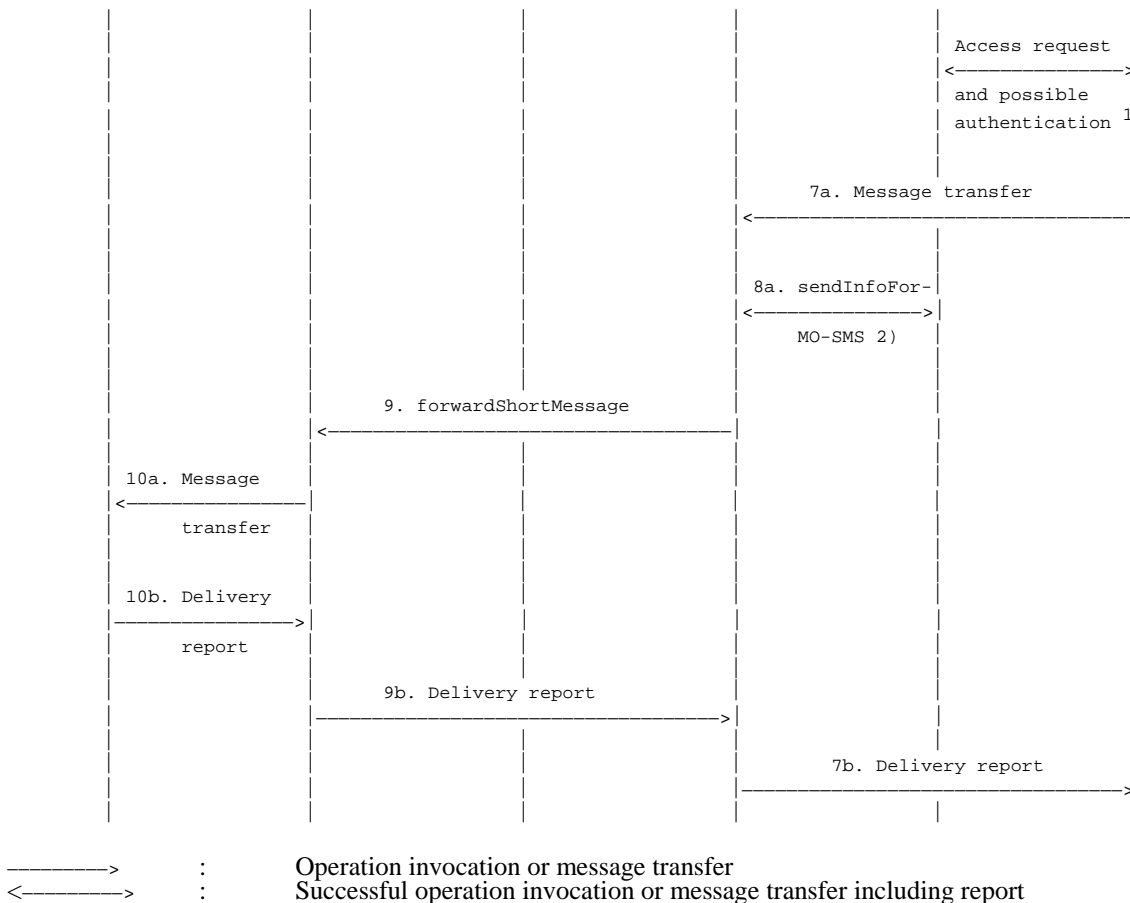 Access request
and possible
authentication 1
7a. Message transfer
8a. sendInfoFor-
MO-SMS 2)
9. forwardShortMessage
10a. Message
transfer
10b. Delivery
report
9b. Delivery report
7b. Delivery report
: Operation invocation or message transfer
: Successful operation invocation or message transfer including report